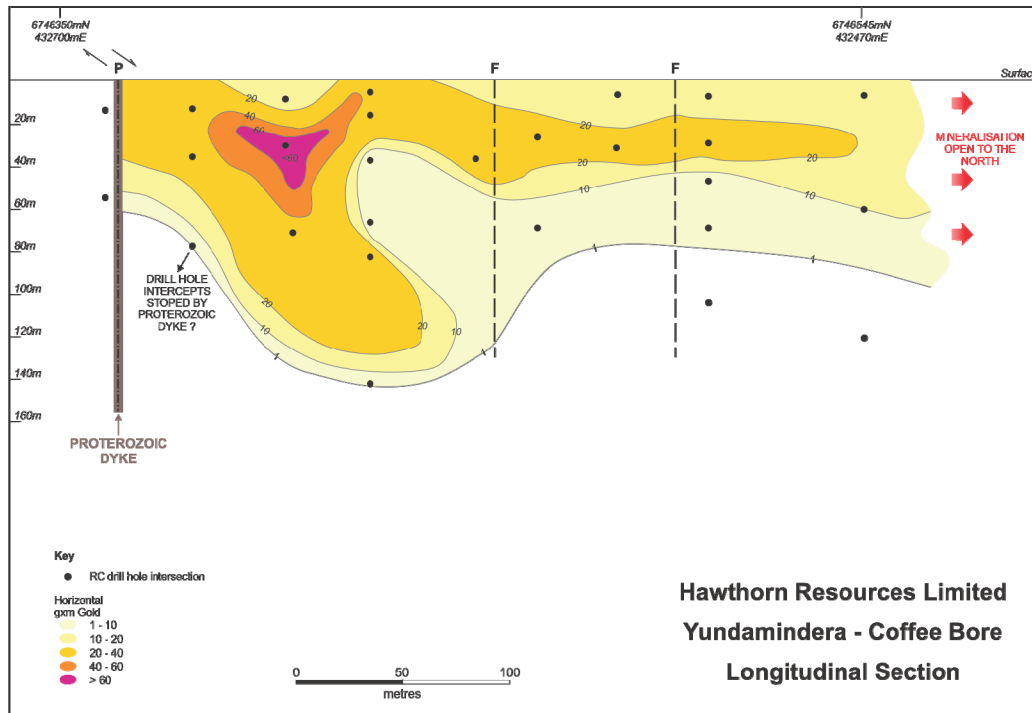 6746350mN
432700mE
6746545mN
432470mE
P
F
F
Surfac
20
40
60
>60
20m
40m
60m
80m
100m
120m
140m
160m
20
20
20
10
10
1
1
20
10
1
20
10
1
MINERALISATION
OPEN TO THE
NORTH
DRILL HOLE
INTERCEPTS
STOPED BY
PROTEROZOIC
DYKE ?
PROTEROZOIC
DYKE
Key
RC drill hole intersection
Horizontal
gxm Gold
1 - 10
10 - 20
20 - 40
40 - 60
> 60
0 50 100
metres
Hawthorn Resources Limited
Yundamindera - Coffee Bore
Longitudinal Section